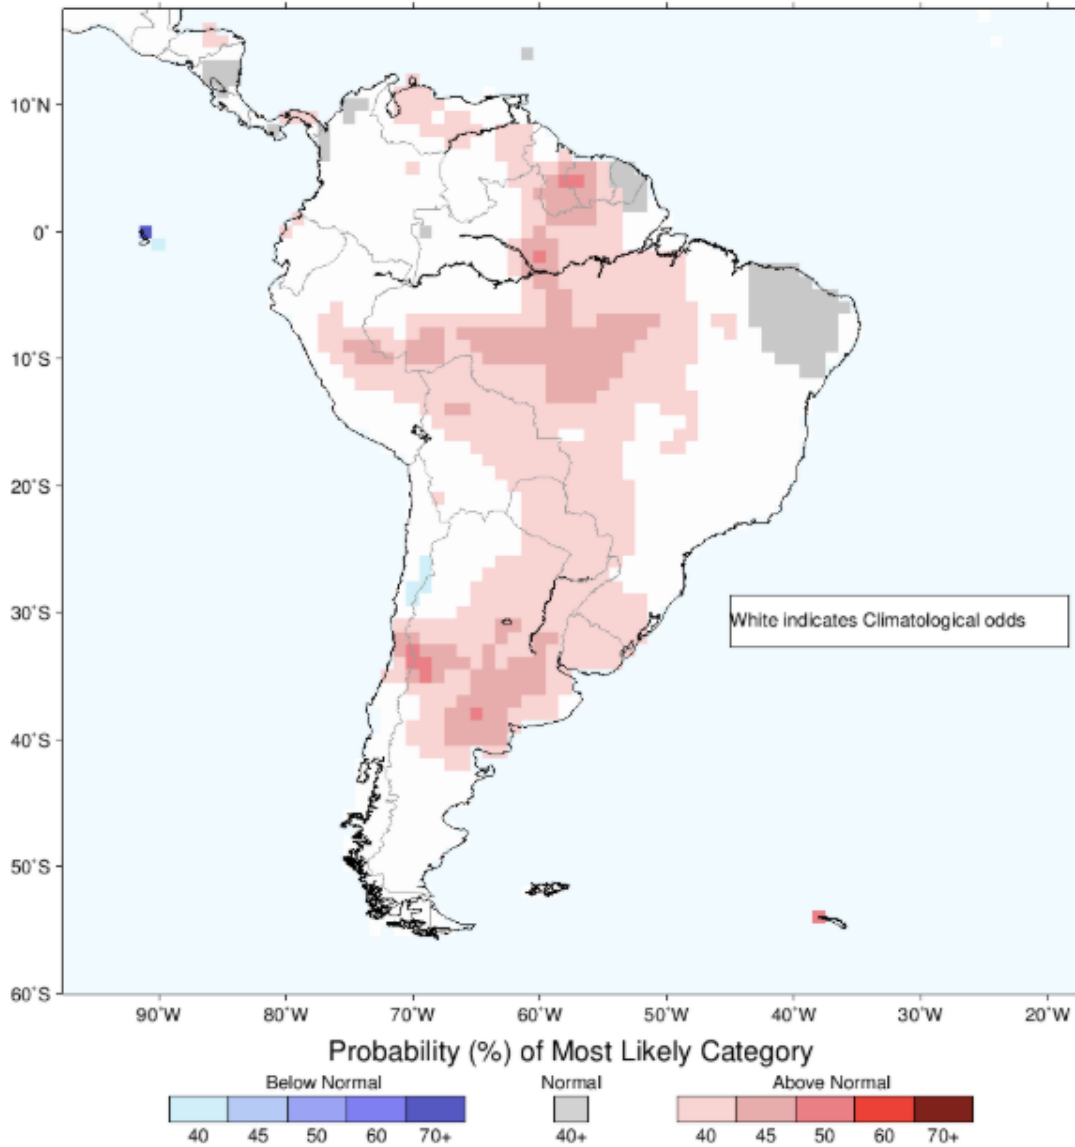 10˚N
0˚
10˚S
20˚S
30˚S
White indicates Climatological odds
40˚S
50˚S
60˚S
90˚W 80˚W 70˚W 60˚W 50˚W 40˚W 30˚W 20˚W
Probability (%) of Most Likely Category
Below Normal Normal Above Normal
40 45 50 60 70+ 40+ 40 45 50 60 70+